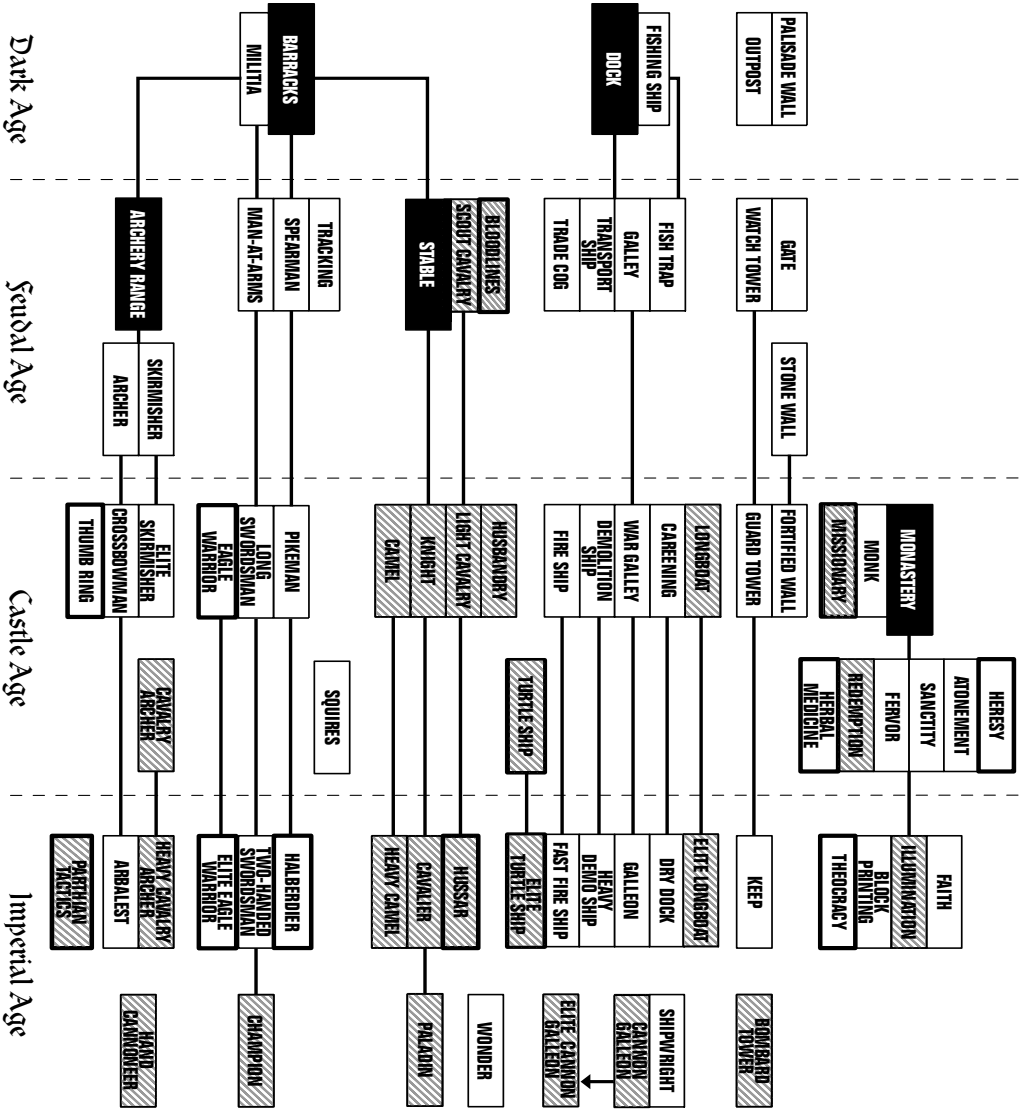 MONASTERY
MONK
MISSIONARY
HERESY
ATONEMENT
SANCTITY
FERVOR
REDEMPTION
HERBAL
MEDICINE
FAITH
ILLUMINATION
BLOCK
PRINTING
THEOCRACY
PALISADE WALL
OUTPOST
GATE
WATCH TOWER
STONE WALL
FORTIFIED WALL
GUARD TOWER
KEEP
BOMBARD
TOWER
FISHING SHIP
DOCK
FISH TRAP
GALLEY
TRANSPORT
SHIP
TRADE COG
LONGBOAT
CAREENING
WAR GALLEY
DEMOLITION
SHIP
FIRE SHIP
TURTLE SHIP
ELITE LONGBOAT
DRY DOCK
GALLEON
HEAVY
DEMO SHIP
FAST FIRE SHIP
ELITE
TURTLE SHIP
SHIPWRIGHT
CANNON
GALLEON
ELITE CANNON
GALLEON
WONDER
BLOODLINES
SCOUT CAVALRY
STABLE
HUSBANDRY
LIGHT CAVALRY
KNIGHT
CAMEL
HUSSAR
CAVALIER
HEAVY CAMEL
PALADIN
BARRACKS
MILITIA
TRACKING
SPEARMAN
MAN-AT-ARMS
PIKEMAN
LONG
SWORDSMAN
EAGLE
WARRIOR
SQUIRES
HALBERDIER
TWO-HANDED
SWORDSMAN
ELITE EAGLE
WARRIOR
CHAMPION
ARCHERY RANGE
SKIRMISHER
ARCHER
ELITE
SKIRMISHER
CROSSBOWMAN
THUMB RING
CAVALRY
ARCHER
HEAVY CAVALRY
ARCHER
ARBALEST
PARTHIAN
TACTICS
HAND
CANNONEER
Dark Age
Feudal Age
Castle Age
Imperial Age